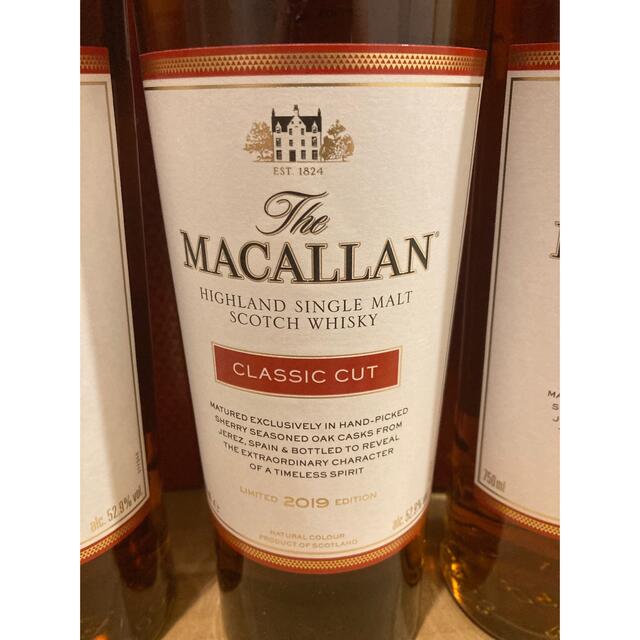 EST. 1824
The
MACALLAN
HIGHLAND SINGLE MALT
SCOTCH WHISKY
CLASSIC CUT
MATURED EXCLUSIVELY IN HAND-PICKED
SHERRY SEASONED OAK CASKS FROM
JEREZ, SPAIN & BOTTLED TO REVEAL
THE EXTRAORDINARY CHARACTER
OF A TIMELESS SPIRIT
LIMITED 2019 EDITION
NATURAL COLOUR
PRODUCT OF SCOTLAND
alc. 52.9%
alc. 52.9% vol
750ml